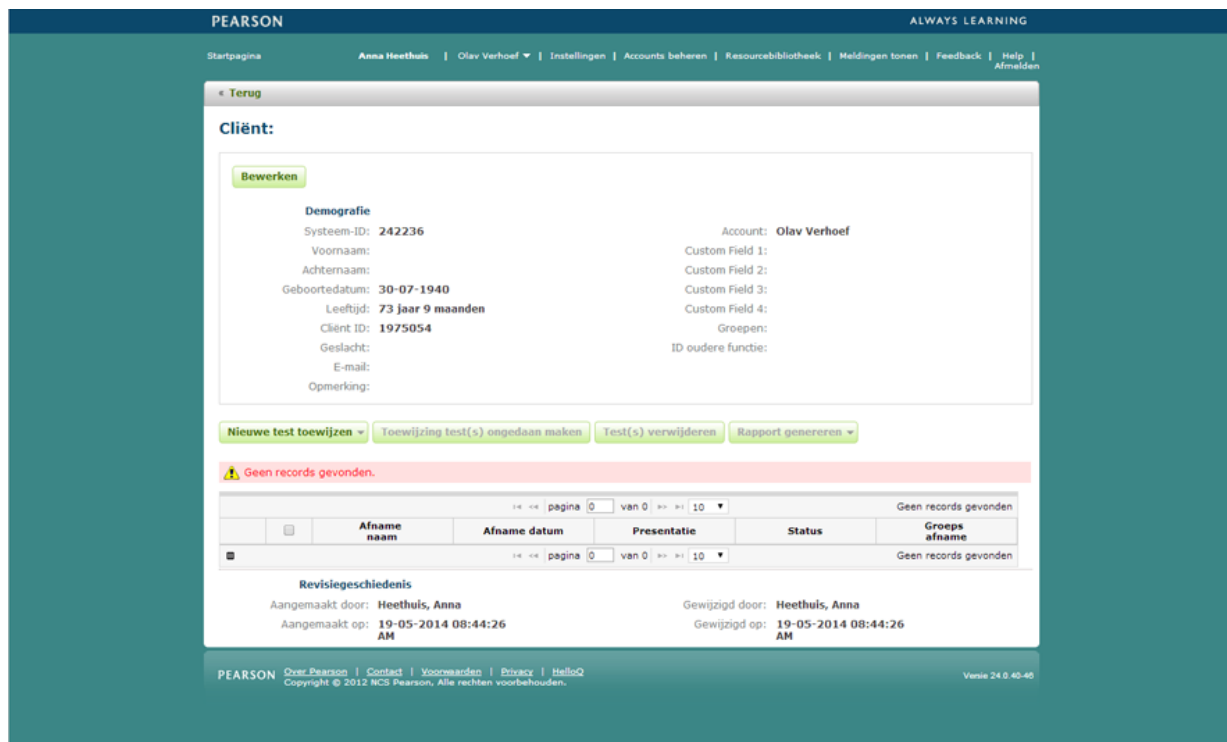 PEARSON ALWAYS LEARNING
Startpagina Anna Heethuis | Olav Verhoef ▼ | Instellingen | Accounts beheren | Resourcebibliotheek | Meldingen tonen | Feedback | Help |
Afmelden
« Terug
Cliënt:
Bewerken
Demografie
Systeem-ID: 242236 Account: Olav Verhoef
Voornaam: Custom Field 1:
Achternaam: Custom Field 2:
Geboortedatum: 30-07-1940 Custom Field 3:
Leeftijd: 73 jaar 9 maanden Custom Field 4:
Cliënt ID: 1975054 Groepen:
Geslacht: ID oudere functie:
E-mail:
Opmerking:
Nieuwe test toewijzen Toewijzing test(s) ongedaan maken Test(s) verwijderen Rapport genereren
Geen records gevonden.
pagina 0 van 0 10 Geen records gevonden
Afname naam Afname datum Presentatie Status Groeps afname
pagina 0 van 0 10 Geen records gevonden
Revisiegeschiedenis
Aangemaakt door: Heethuis, Anna Gewijzigd door: Heethuis, Anna
Aangemaakt op: 19-05-2014 08:44:26 AM Gewijzigd op: 19-05-2014 08:44:26 AM
PEARSON Over Pearson | Contact | Voorwaarden | Privacy | HelloQ
Copyright © 2012 NCS Pearson, Alle rechten voorbehouden. Versie 24.0.40-46